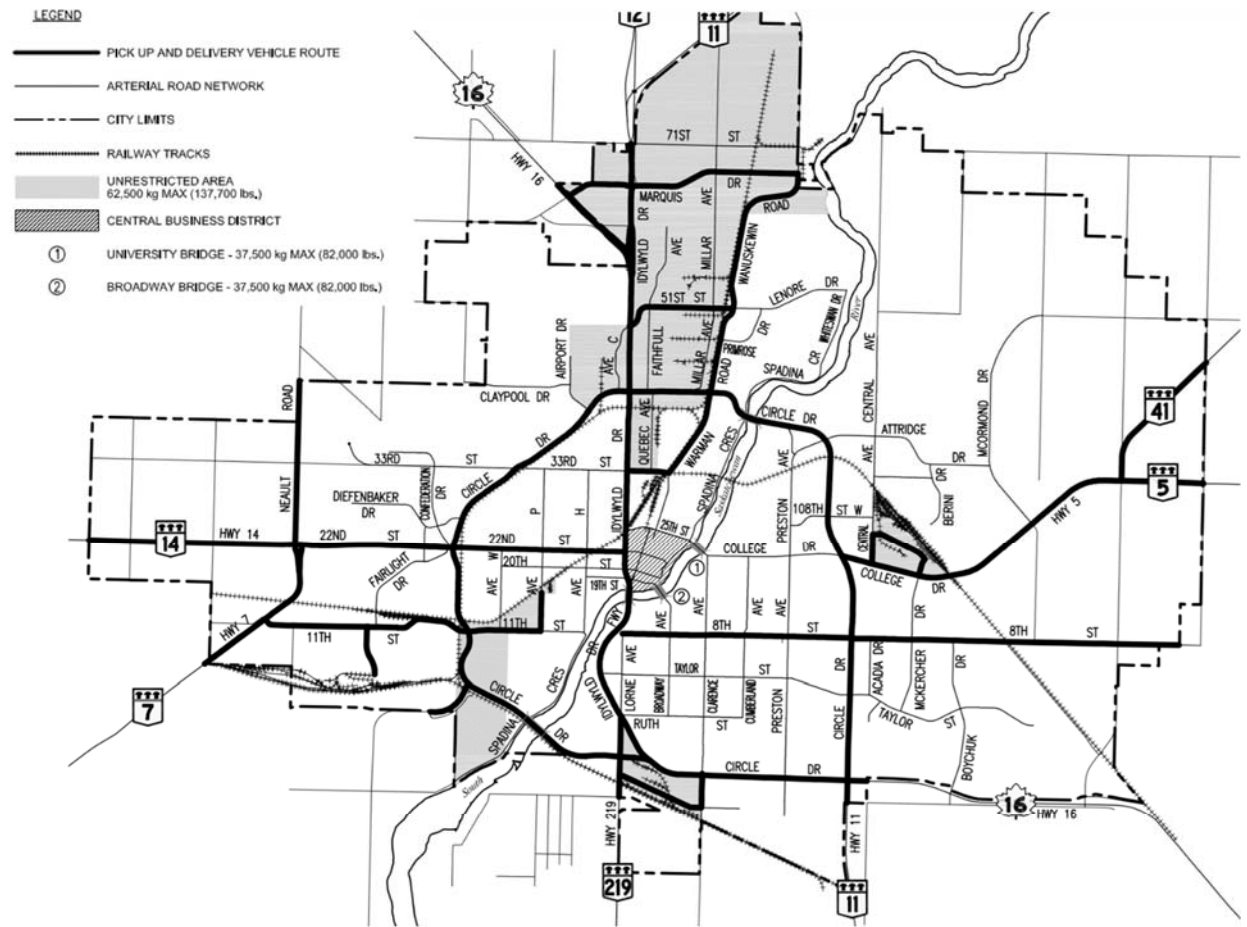 LEGEND
PICK UP AND DELIVERY VEHICLE ROUTE
ARTERIAL ROAD NETWORK
CITY LIMITS
RAILWAY TRACKS
UNRESTRICTED AREA
62,500 kg MAX (137,700 lbs.)
CENTRAL BUSINESS DISTRICT
① UNIVERSITY BRIDGE - 37,500 kg MAX (82,000 lbs.)
② BROADWAY BRIDGE - 37,500 kg MAX (82,000 lbs.)
12
11
16
HWY 16
71ST ST
MARQUIS DR
ROAD
IDYLWYLD DR
AVE
MILLAR AVE
WANUSKEWIN
51ST ST
LENORE DR
WHITESWAN DR
River
AIRPORT DR
AVE C
FAITHFULL
MILLAR AVE
ROAD
PRIMROSE DR
SPADINA CR
CLAYPOOL DR
CENTRAL AVE
MCORMOND DR
41
CIRCLE DR
QUEBEC AVE
WARMAN
SPADINA CRES
Saskatchewan
CIRCLE DR
ATTRIDGE DR
NEAULT ROAD
33RD ST
33RD ST
IDYLWYLD DR
DIEFENBAKER DR
CONFEDERATION DR
PRESTON AVE
108TH ST W
BERINI DR
HWY 5
5
14
HWY 14
22ND ST
22ND ST
AVE P
AVE H
AVE W
20TH ST
19TH ST
25TH ST
①
②
COLLEGE DR
CENTRAL
COLLEGE DR
FAIRLIGHT DR
11TH ST
11TH ST
HWY 7
7
8TH ST
8TH ST
IDYLWYLD FWY
DR
LORNE AVE
BROADWAY AVE
TAYLOR ST
CLARENCE AVE
CUMBERLAND AVE
PRESTON AVE
CIRCLE DR
ACADIA DR
MCKERCHER DR
TAYLOR ST
BOYCHUK DR
RUTH ST
CIRCLE DR
SPADINA CRES
South
CIRCLE DR
16
HWY 16
HWY 219
219
HWY 11
11